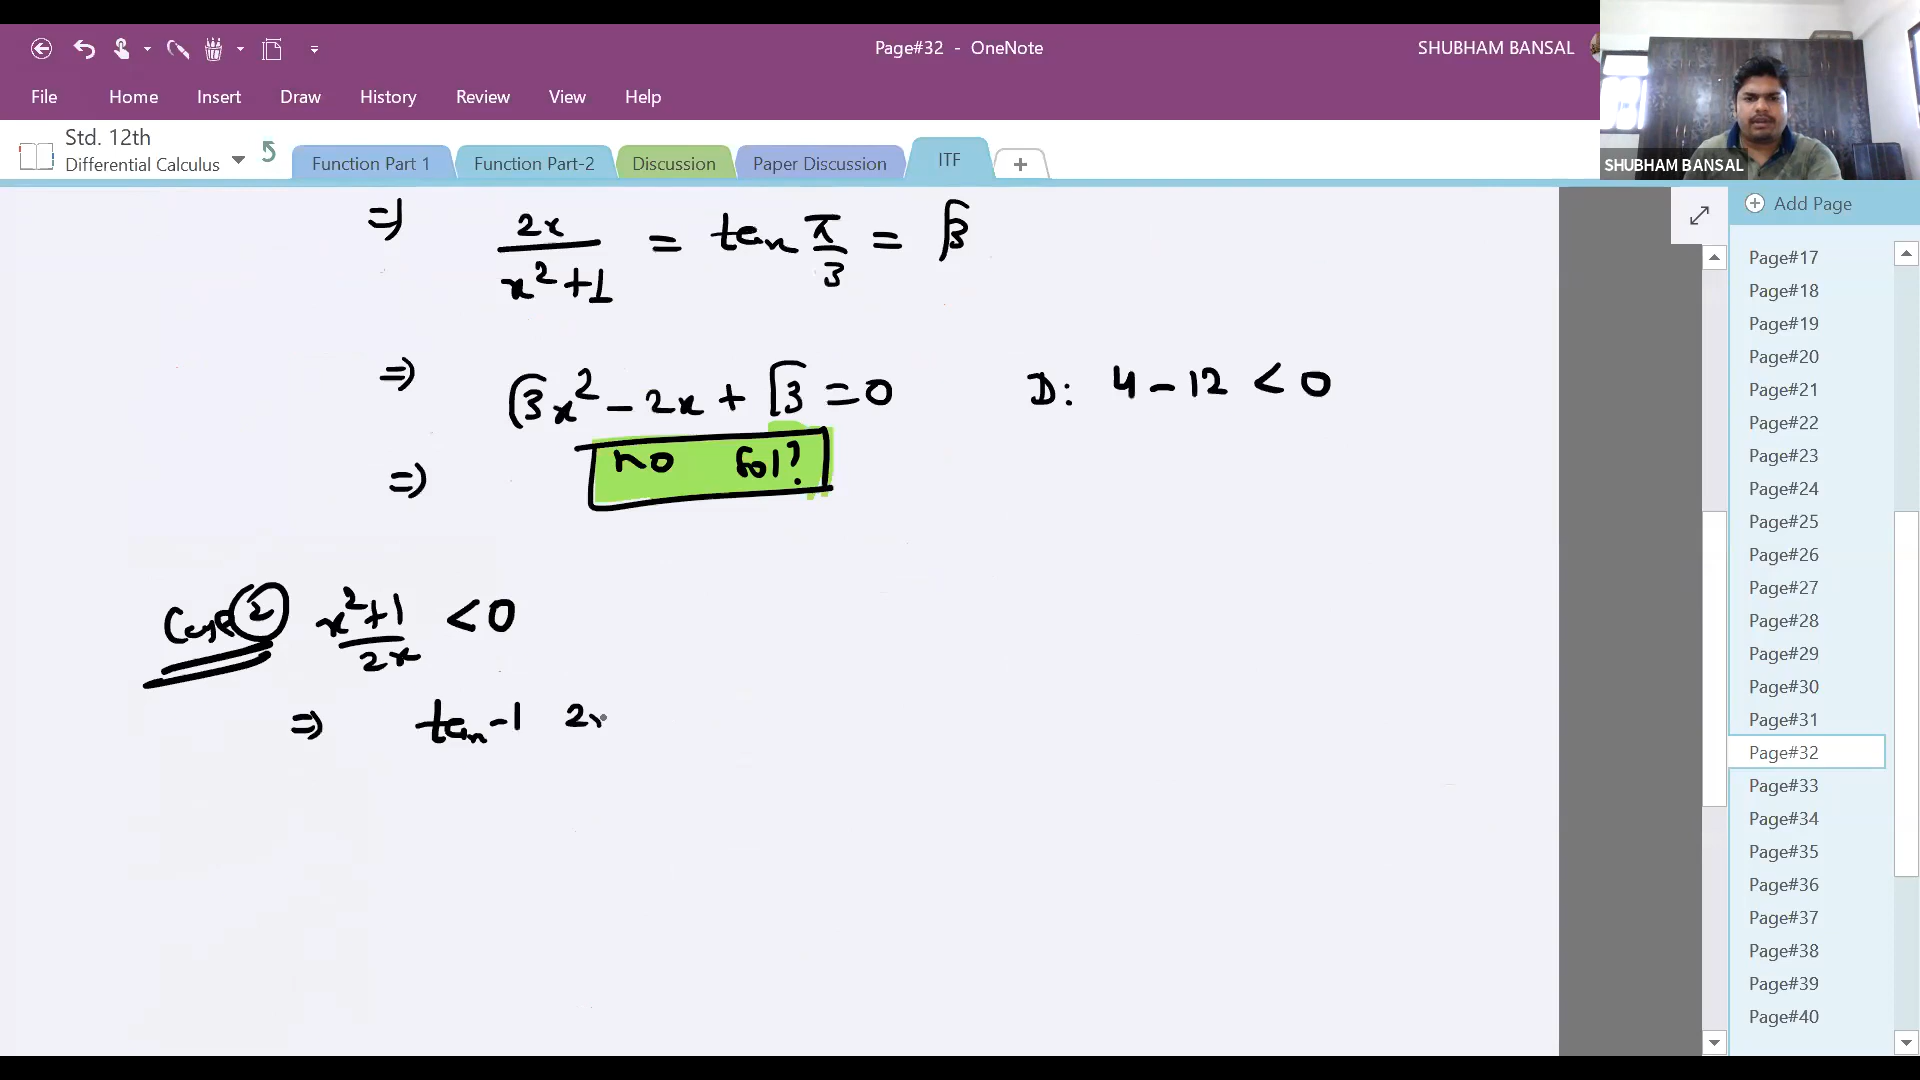 Page#32 - OneNote
SHUBHAM BANSAL
File Home Insert Draw History Review View Help
Std. 12th
Differential Calculus
Function Part 1
Function Part-2
Discussion
Paper Discussion
ITF
SHUBHAM BANSAL
Add Page
=> 2x/(x²+1) = tan π/3 = √3
=> √3x² - 2x + √3 = 0 D: 4 - 12 < 0
=> no Sol?
Case 2 (x²+1)/2x < 0
=> tan-1 2x
Page#17
Page#18
Page#19
Page#20
Page#21
Page#22
Page#23
Page#24
Page#25
Page#26
Page#27
Page#28
Page#29
Page#30
Page#31
Page#32
Page#33
Page#34
Page#35
Page#36
Page#37
Page#38
Page#39
Page#40